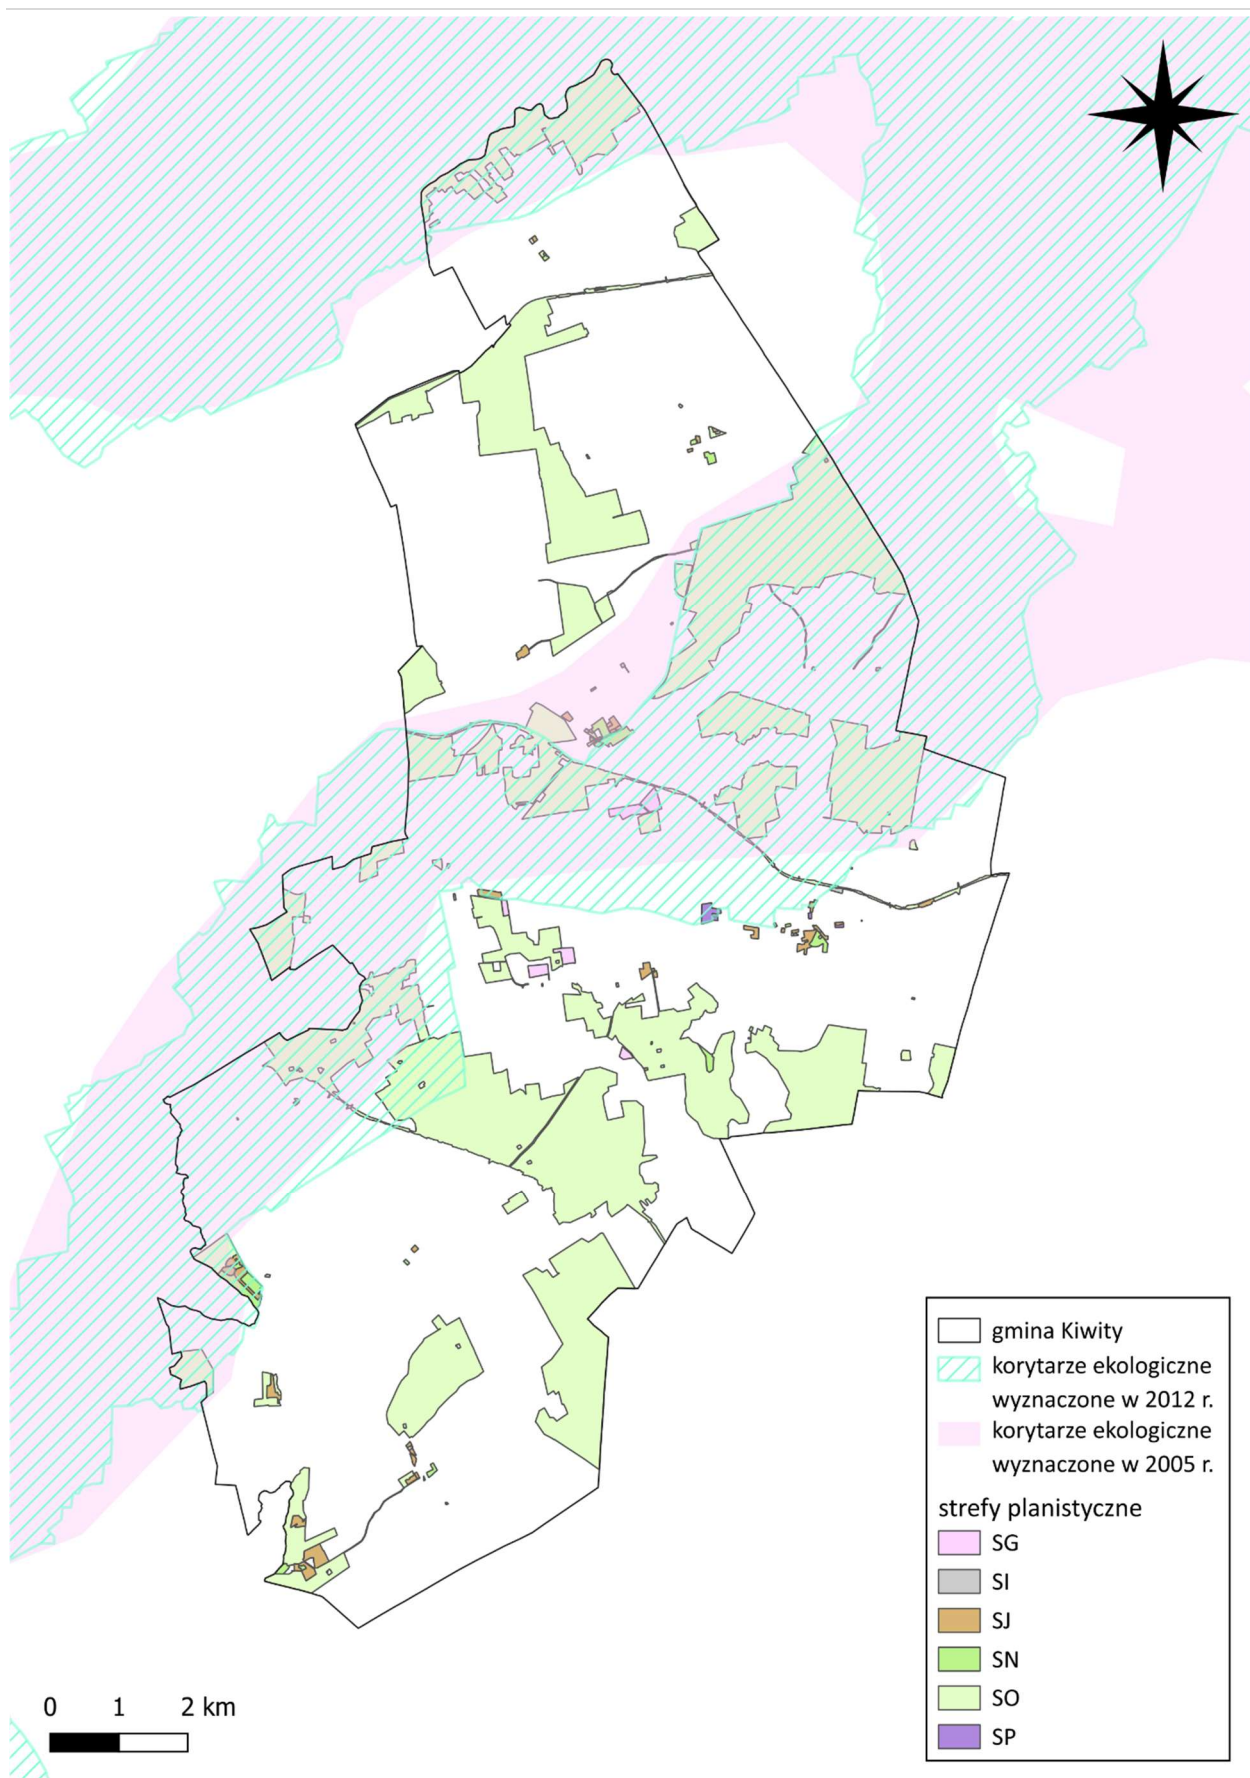 gmina Kiwity
korytarze ekologiczne
wyznaczone w 2012 r.
korytarze ekologiczne
wyznaczone w 2005 r.
strefy planistyczne
SG
SI
SJ
SN
SO
SP
0 1 2 km